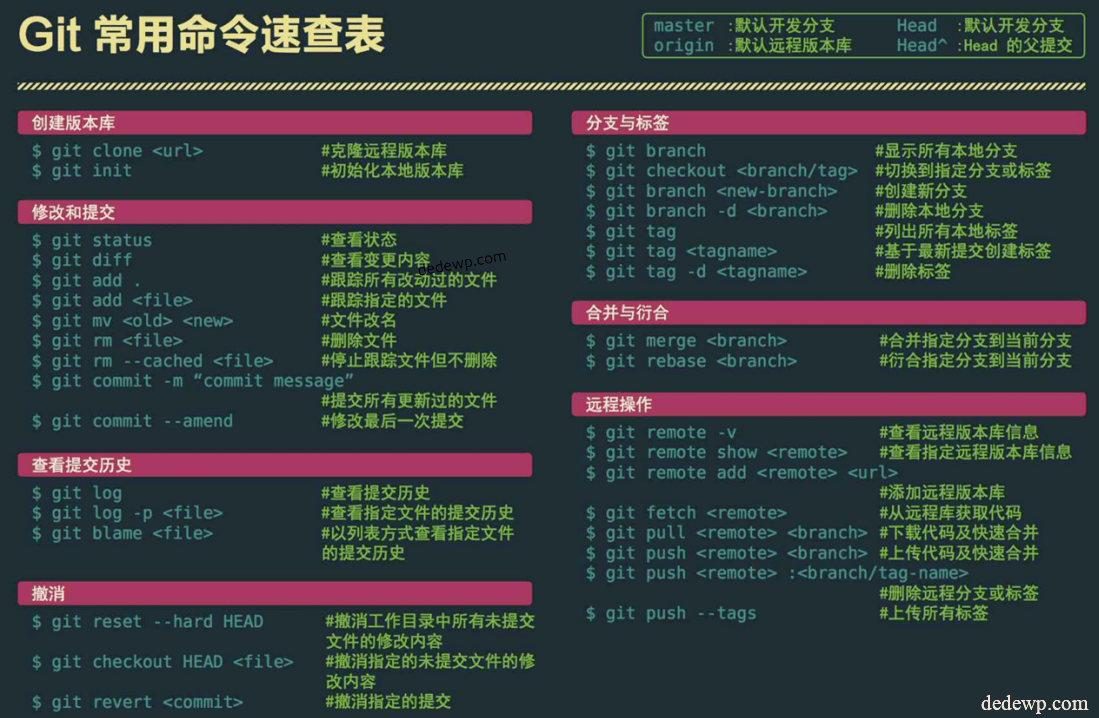 Git 常用命令速查表
master :默认开发分支 Head :默认开发分支
origin :默认远程版本库 Head^ :Head 的父提交
创建版本库
$ git clone <url> #克隆远程版本库
$ git init #初始化本地版本库
修改和提交
$ git status #查看状态
$ git diff #查看变更内容
dedewp.com
$ git add . #跟踪所有改动过的文件
$ git add <file> #跟踪指定的文件
$ git mv <old> <new> #文件改名
$ git rm <file> #删除文件
$ git rm --cached <file> #停止跟踪文件但不删除
$ git commit -m “commit message”
#提交所有更新过的文件
$ git commit --amend #修改最后一次提交
查看提交历史
$ git log #查看提交历史
$ git log -p <file> #查看指定文件的提交历史
$ git blame <file> #以列表方式查看指定文件
的提交历史
撤消
$ git reset --hard HEAD #撤消工作目录中所有未提交
文件的修改内容
$ git checkout HEAD <file> #撤消指定的未提交文件的修
改内容
$ git revert <commit> #撤消指定的提交
分支与标签
$ git branch #显示所有本地分支
$ git checkout <branch/tag> #切换到指定分支或标签
$ git branch <new-branch> #创建新分支
$ git branch -d <branch> #删除本地分支
$ git tag #列出所有本地标签
$ git tag <tagname> #基于最新提交创建标签
$ git tag -d <tagname> #删除标签
合并与衍合
$ git merge <branch> #合并指定分支到当前分支
$ git rebase <branch> #衍合指定分支到当前分支
远程操作
$ git remote -v #查看远程版本库信息
$ git remote show <remote> #查看指定远程版本库信息
$ git remote add <remote> <url>
#添加远程版本库
$ git fetch <remote> #从远程库获取代码
$ git pull <remote> <branch> #下载代码及快速合并
$ git push <remote> <branch> #上传代码及快速合并
$ git push <remote> :<branch/tag-name>
#删除远程分支或标签
$ git push --tags #上传所有标签
dedewp.com